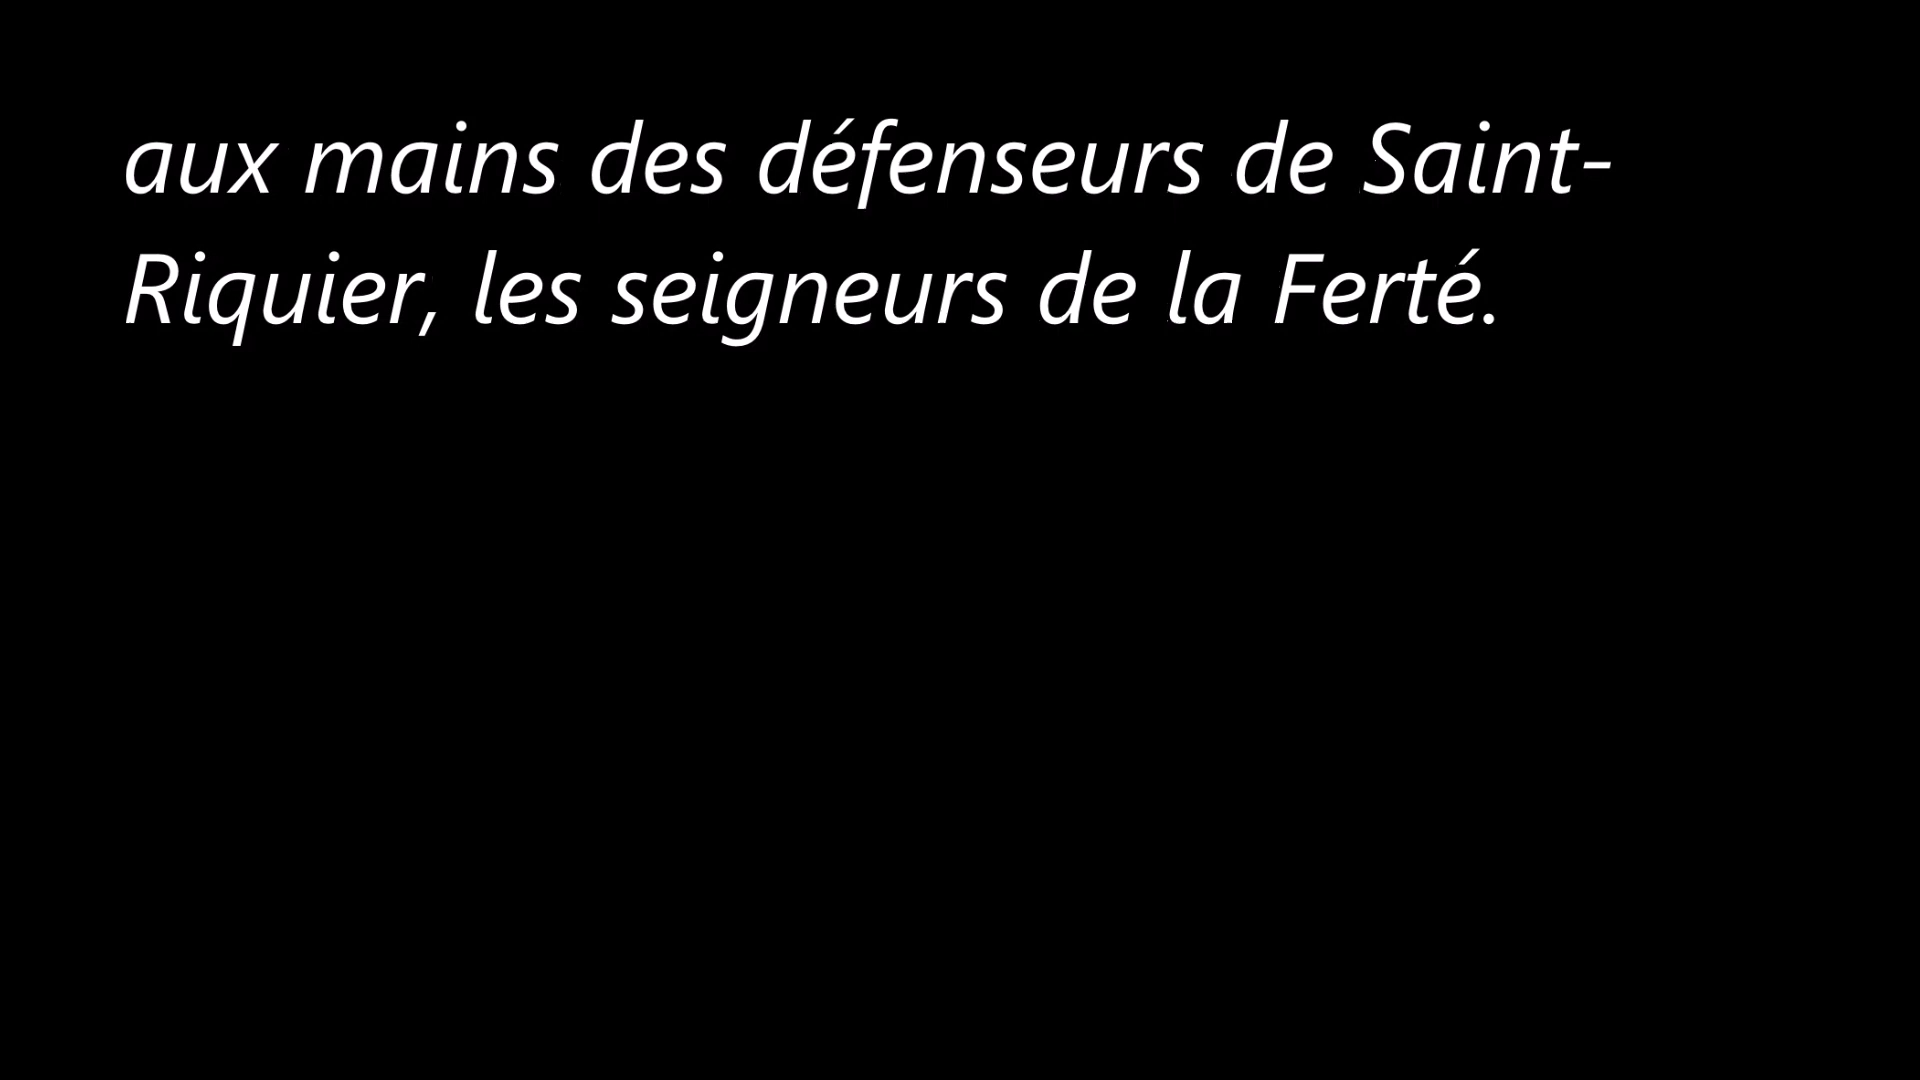 aux mains des défenseurs de Saint-
Riquier, les seigneurs de la Ferté.